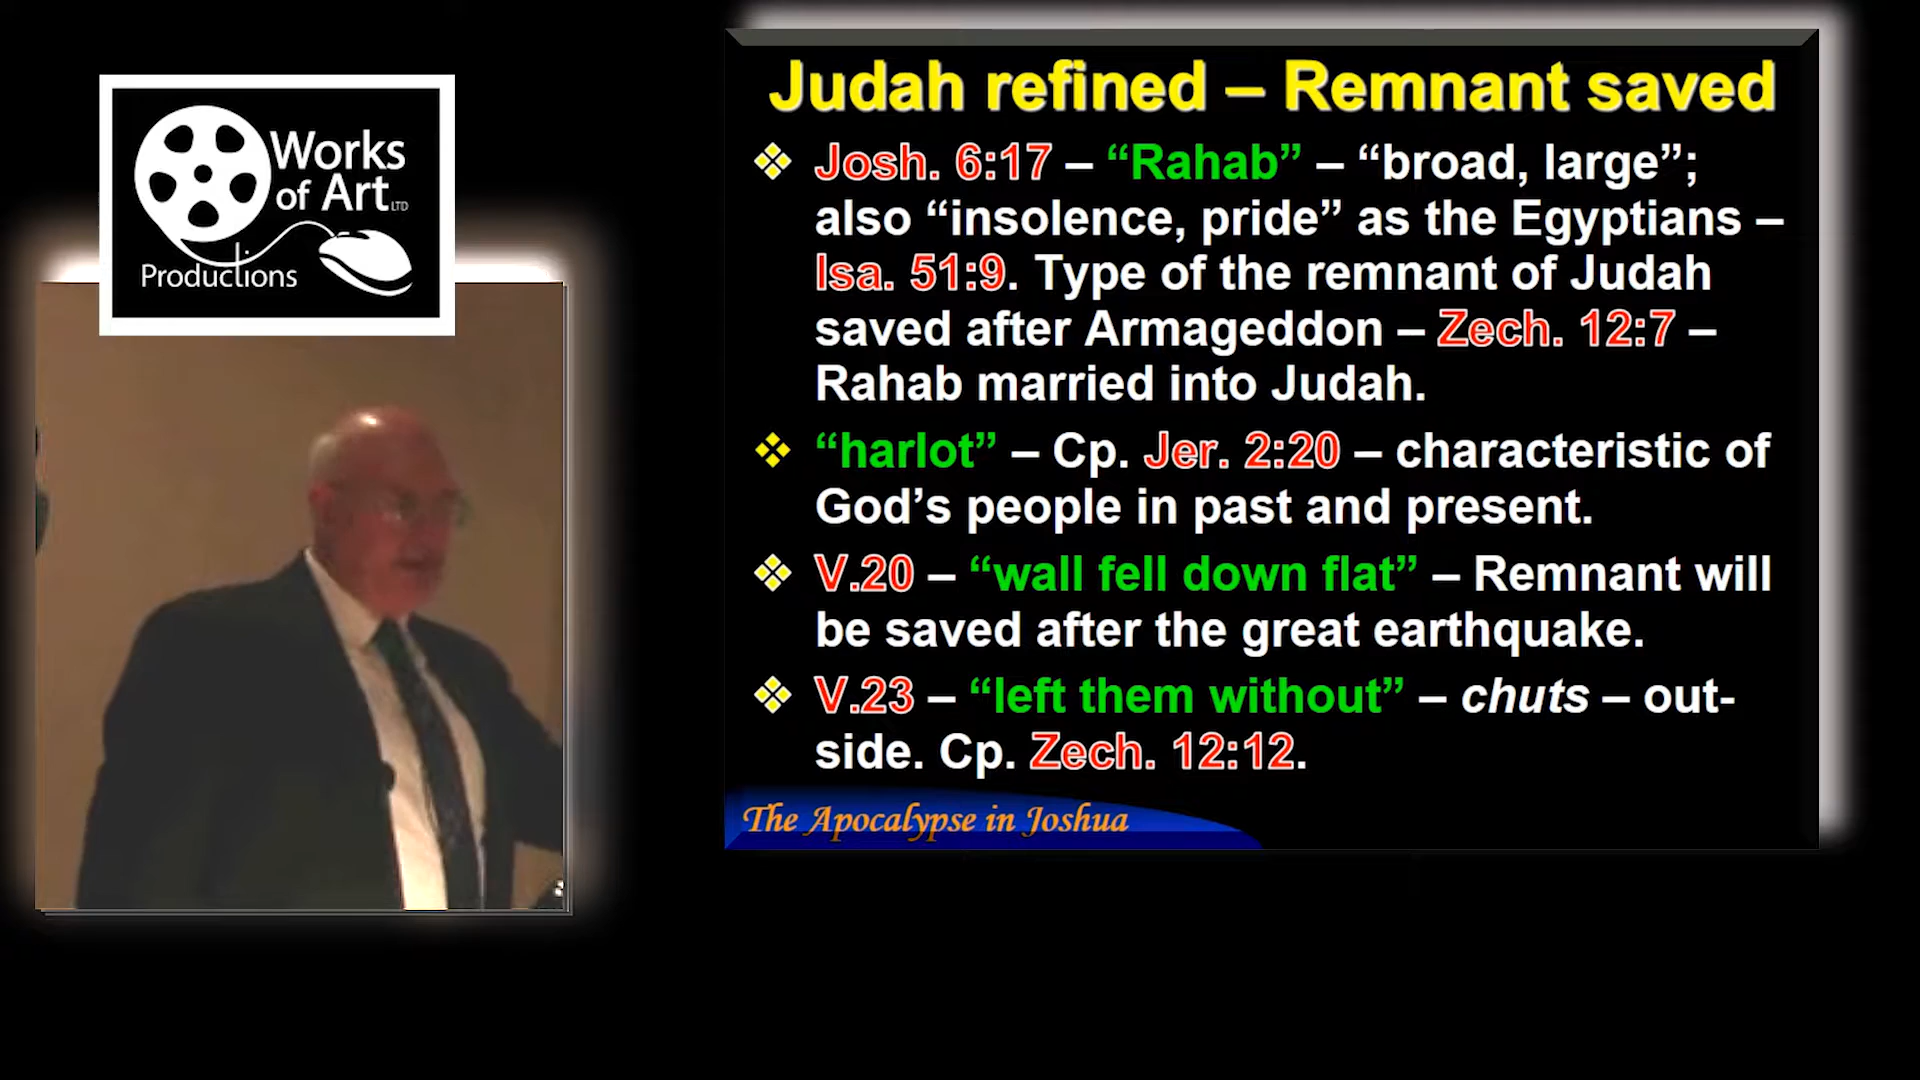 Works
of Art LTD
Productions
Judah refined – Remnant saved
Josh. 6:17 – “Rahab” – “broad, large”;
also “insolence, pride” as the Egyptians –
Isa. 51:9. Type of the remnant of Judah
saved after Armageddon – Zech. 12:7 –
Rahab married into Judah.
“harlot” – Cp. Jer. 2:20 – characteristic of
God’s people in past and present.
V.20 – “wall fell down flat” – Remnant will
be saved after the great earthquake.
V.23 – “left them without” – chuts – out-
side. Cp. Zech. 12:12.
The Apocalypse in Joshua